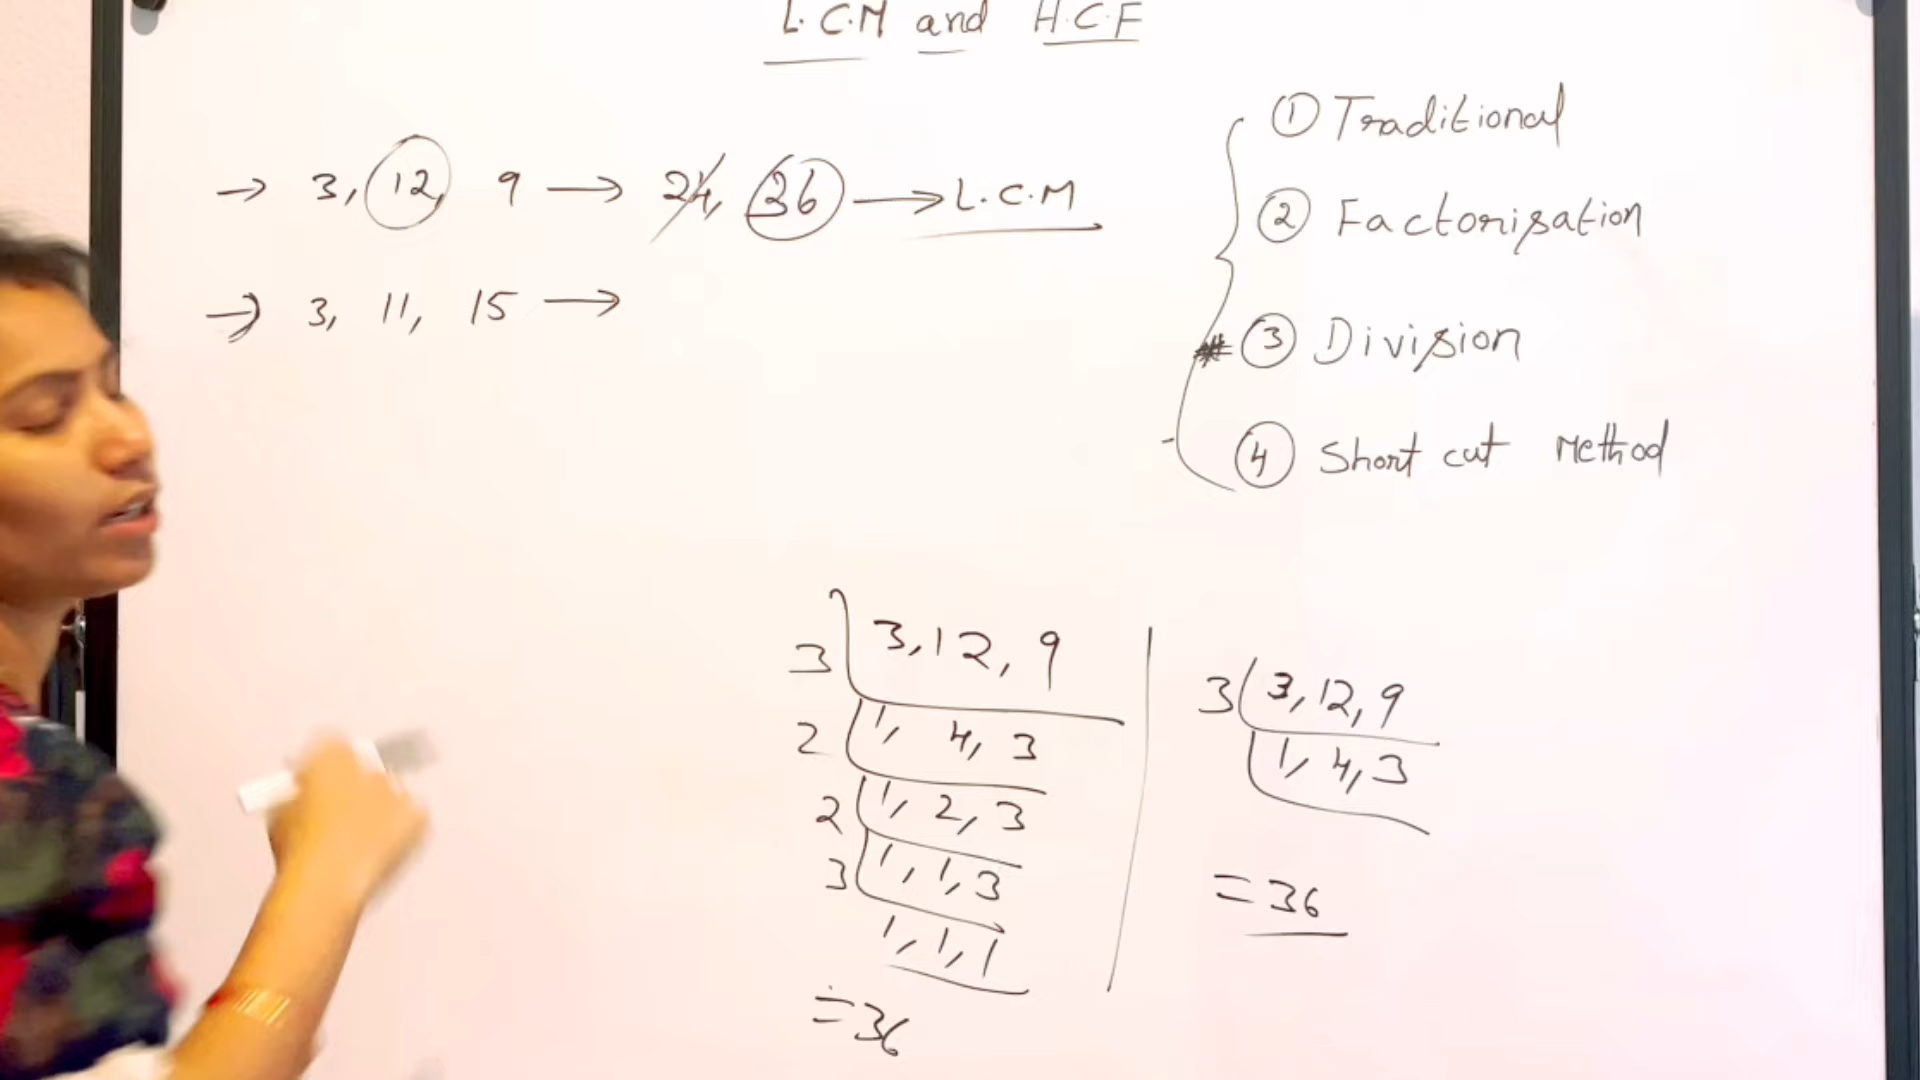 L.C.M and H.C.F
→ 3, 12, 9 → 24, 36 → L.C.M
→ 3, 11, 15 →
① Traditional
② Factorisation
③ Division
④ Short cut Method
3 3, 12, 9
2 1, 4, 3
2 1, 2, 3
3 1, 1, 3
1, 1, 1
= 36
3 3, 12, 9
1, 4, 3
= 36